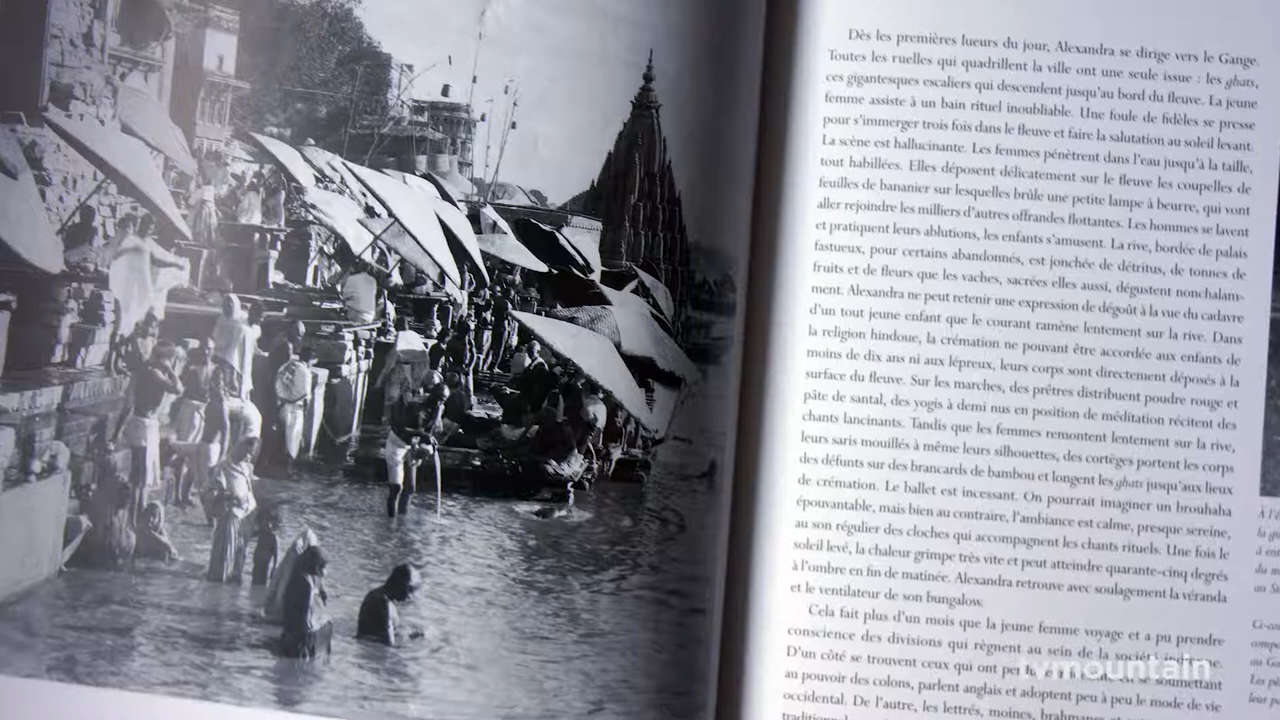 Dès les premières lueurs du jour, Alexandra se dirige vers le Gange.
Toutes les ruelles qui quadrillent la ville ont une seule issue : les ghats,
ces gigantesques escaliers qui descendent jusqu'au bord du fleuve. La jeune
femme assiste à un bain rituel inoubliable. Une foule de fidèles se presse
pour s'immerger trois fois dans le fleuve et faire la salutation au soleil levant.
La scène est hallucinante. Les femmes pénètrent dans l'eau jusqu'à la taille,
tout habillées. Elles déposent délicatement sur le fleuve les coupelles de
feuilles de bananier sur lesquelles brûle une petite lampe à beurre, qui vont
aller rejoindre les milliers d'autres offrandes flottantes. Les hommes se lavent
et pratiquent leurs ablutions, les enfants s'amusent. La rive, bordée de palais
fastueux, pour certains abandonnés, est jonchée de détritus, de tonnes de
fruits et de fleurs que les vaches, sacrées elles aussi, dégustent nonchalam-
ment. Alexandra ne peut retenir une expression de dégoût à la vue du cadavre
d'un tout jeune enfant que le courant ramène lentement sur la rive. Dans
la religion hindoue, la crémation ne pouvant être accordée aux enfants de
moins de dix ans ni aux lépreux, leurs corps sont directement déposés à la
surface du fleuve. Sur les marches, des prêtres distribuent poudre rouge et
pâte de santal, des yogis à demi nus en position de méditation récitent des
chants lancinants. Tandis que les femmes remontent lentement sur la rive,
leurs saris mouillés à même leurs silhouettes, des cortèges portent les corps
des défunts sur des brancards de bambou et longent les ghats jusqu'aux lieux
de crémation. Le ballet est incessant. On pourrait imaginer un brouhaha
épouvantable, mais bien au contraire, l'ambiance est calme, presque sereine,
au son régulier des cloches qui accompagnent les chants rituels. Une fois le
soleil levé, la chaleur grimpe très vite et peut atteindre quarante-cinq degrés
à l'ombre en fin de matinée. Alexandra retrouve avec soulagement la véranda
et le ventilateur de son bungalow.
Cela fait plus d'un mois que la jeune femme voyage et a pu prendre
conscience des divisions qui règnent au sein de la société
D'un côté se trouvent ceux qui ont soumettant
au pouvoir des colons, parlent anglais et adoptent peu à peu le mode de vie
occidental. De l'autre, les lettrés, moines,
tvmountain